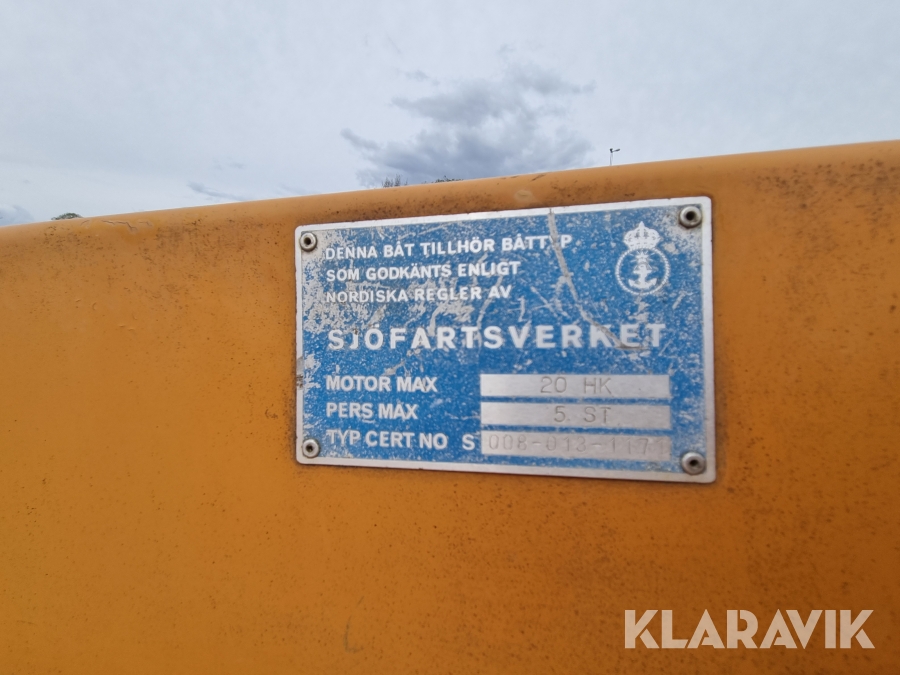 DENNA BÅT TILLHÖR BÅTTYP
SOM GODKÄNTS ENLIGT
NORDISKA REGLER AV
SJÖFARTSVERKET
MOTOR MAX 20 HK
PERS MAX 5 ST
TYP CERT NO S
KLARAVIK